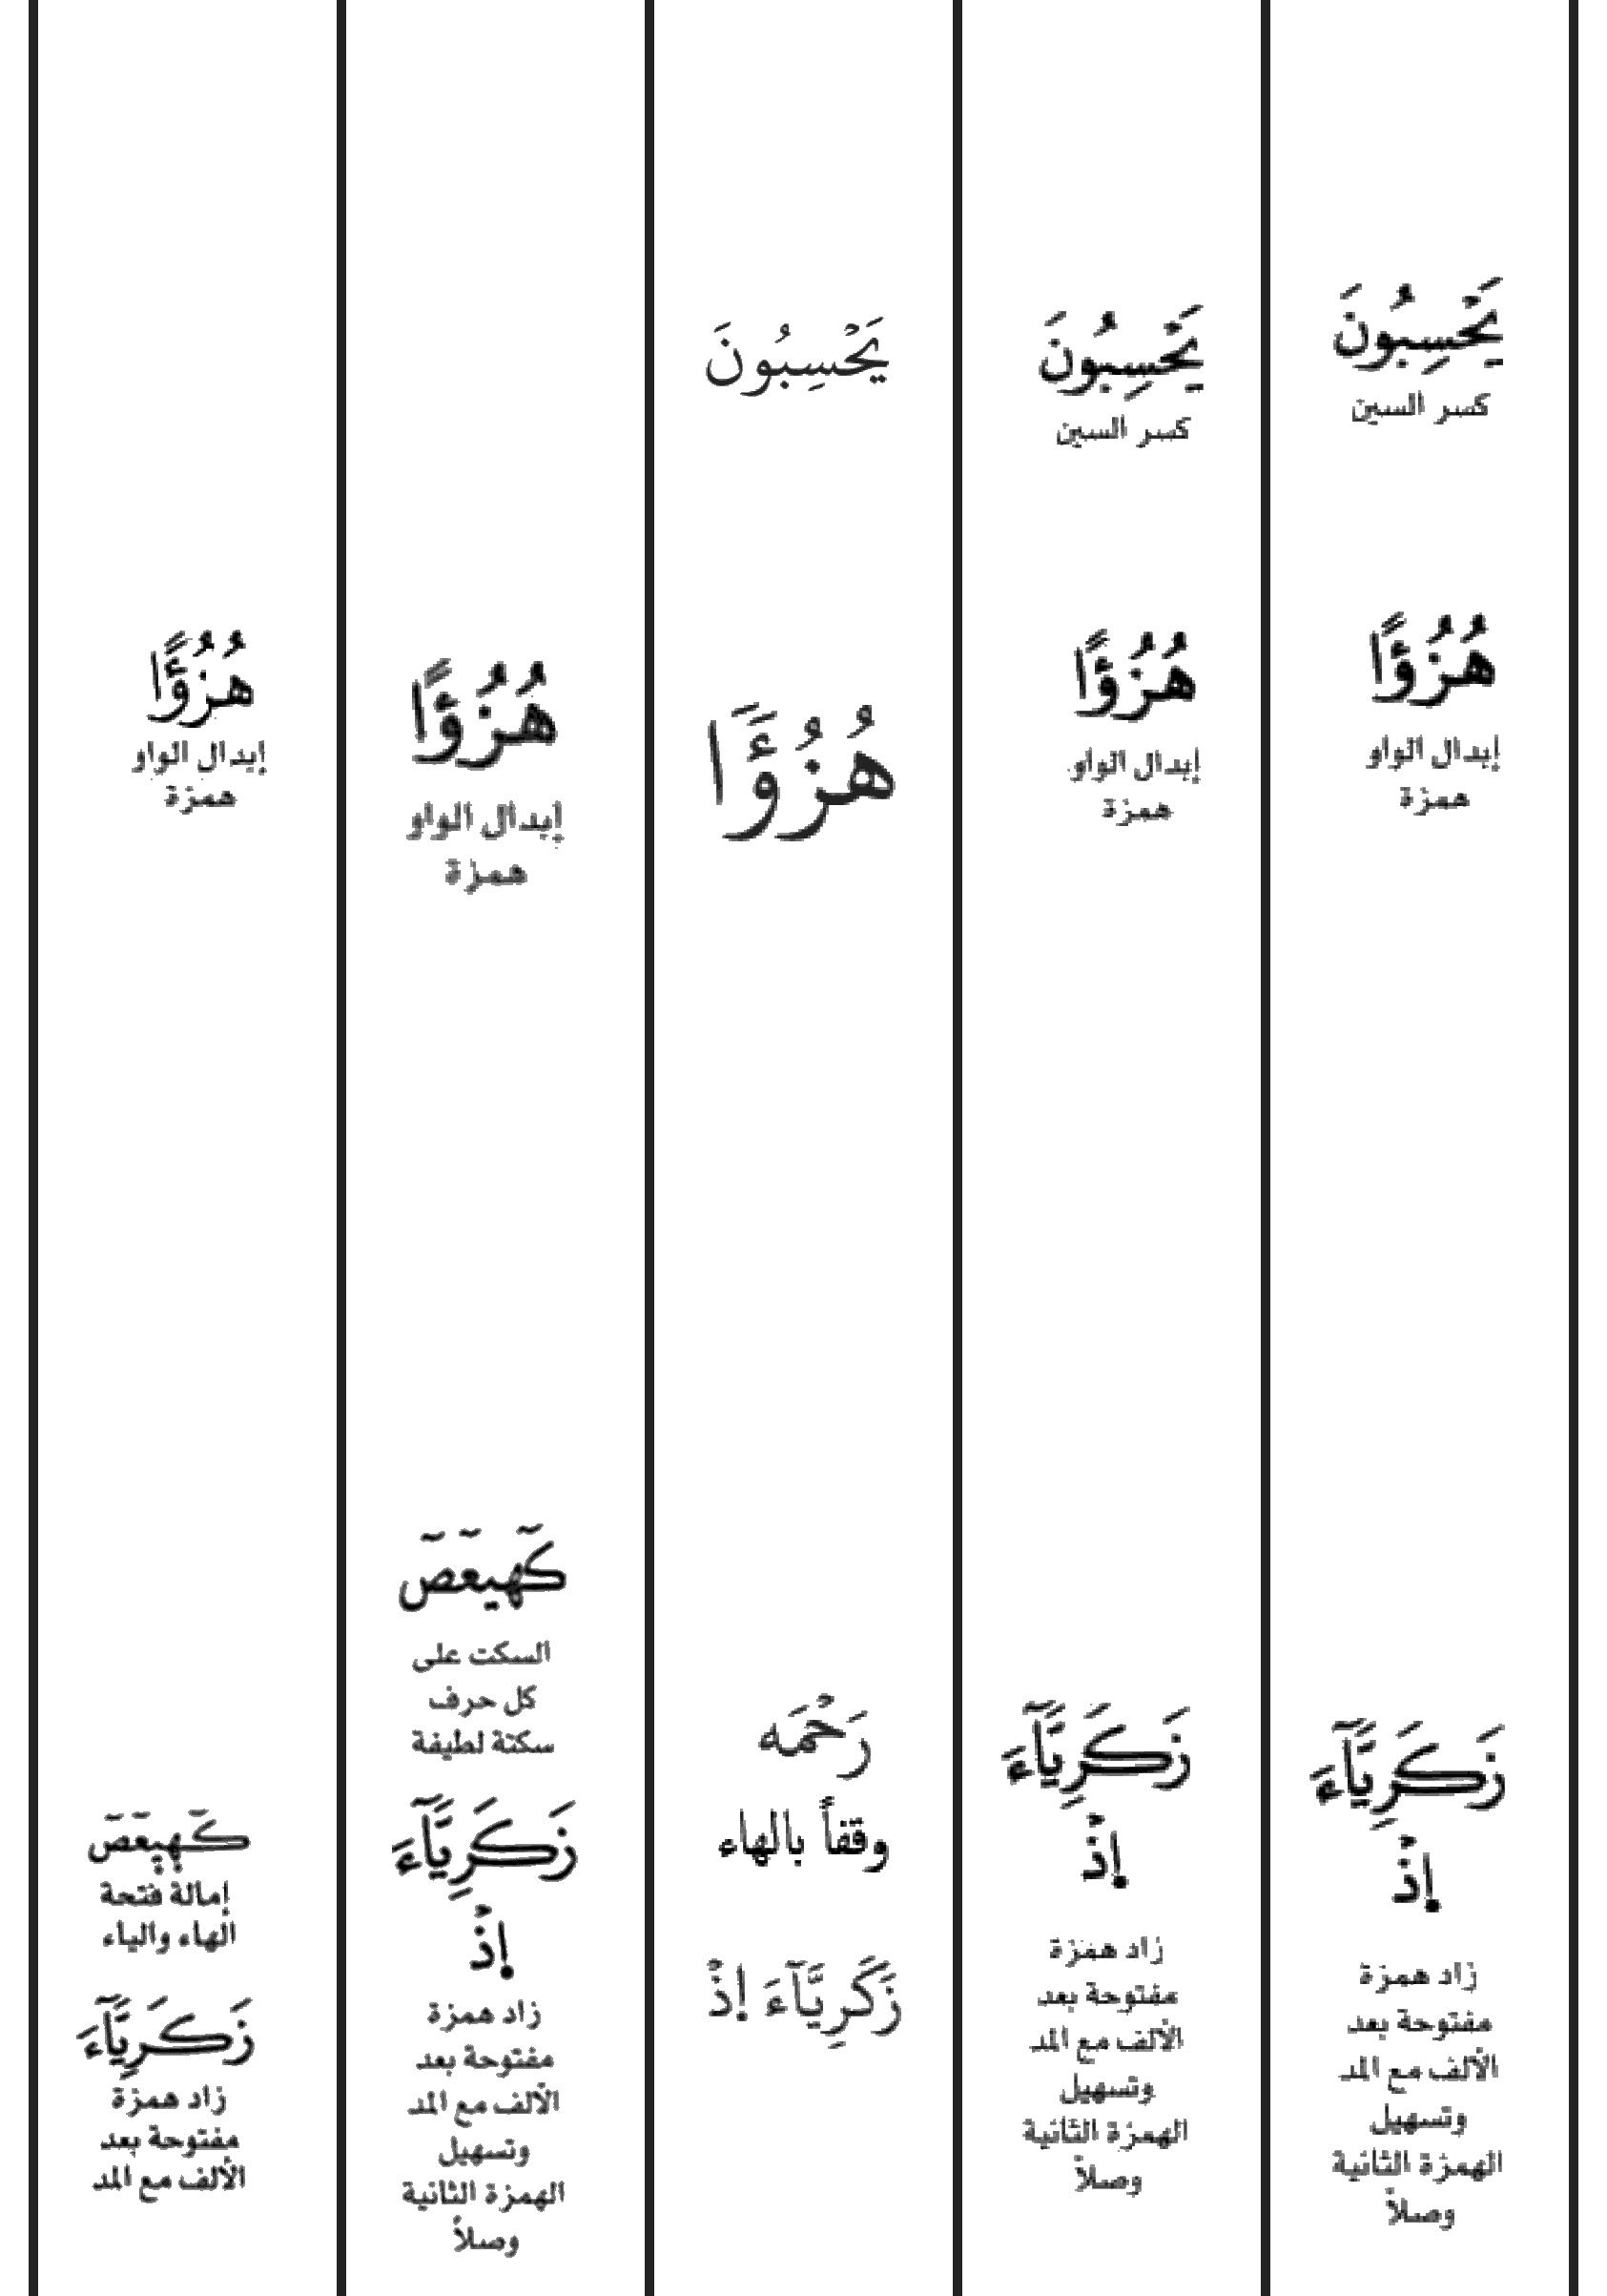 يَحْسِبُونَ
كسر السين
هُزُؤًا
إبدال الواو
همزة
زَكَرِيَّآءَ
إِذْ
زاد همزة
مفتوحة بعد
الألف مع المد
وتسهيل
الهمزة الثانية
وصلاً
يَحْسِبُونَ
كسر السين
هُزُؤًا
إبدال الواو
همزة
زَكَرِيَّآءَ
إِذْ
زاد همزة
مفتوحة بعد
الألف مع المد
وتسهيل
الهمزة الثانية
وصلاً
يَحْسِبُونَ
هُزُؤًا
رَحْمَه
وقفاً بالهاء
زَكَرِيَّآءَ إِذْ
هُزُؤًا
إبدال الواو
همزة
كَهيعَصَ
السكت على
كل حرف
سكتة لطيفة
زَكَرِيَّآءَ
إِذْ
زاد همزة
مفتوحة بعد
الألف مع المد
وتسهيل
الهمزة الثانية
وصلاً
هُزُؤًا
إبدال الواو
همزة
كَهيعَصَ
إمالة فتحة
الهاء والياء
زَكَرِيَّآءَ
زاد همزة
مفتوحة بعد
الألف مع المد